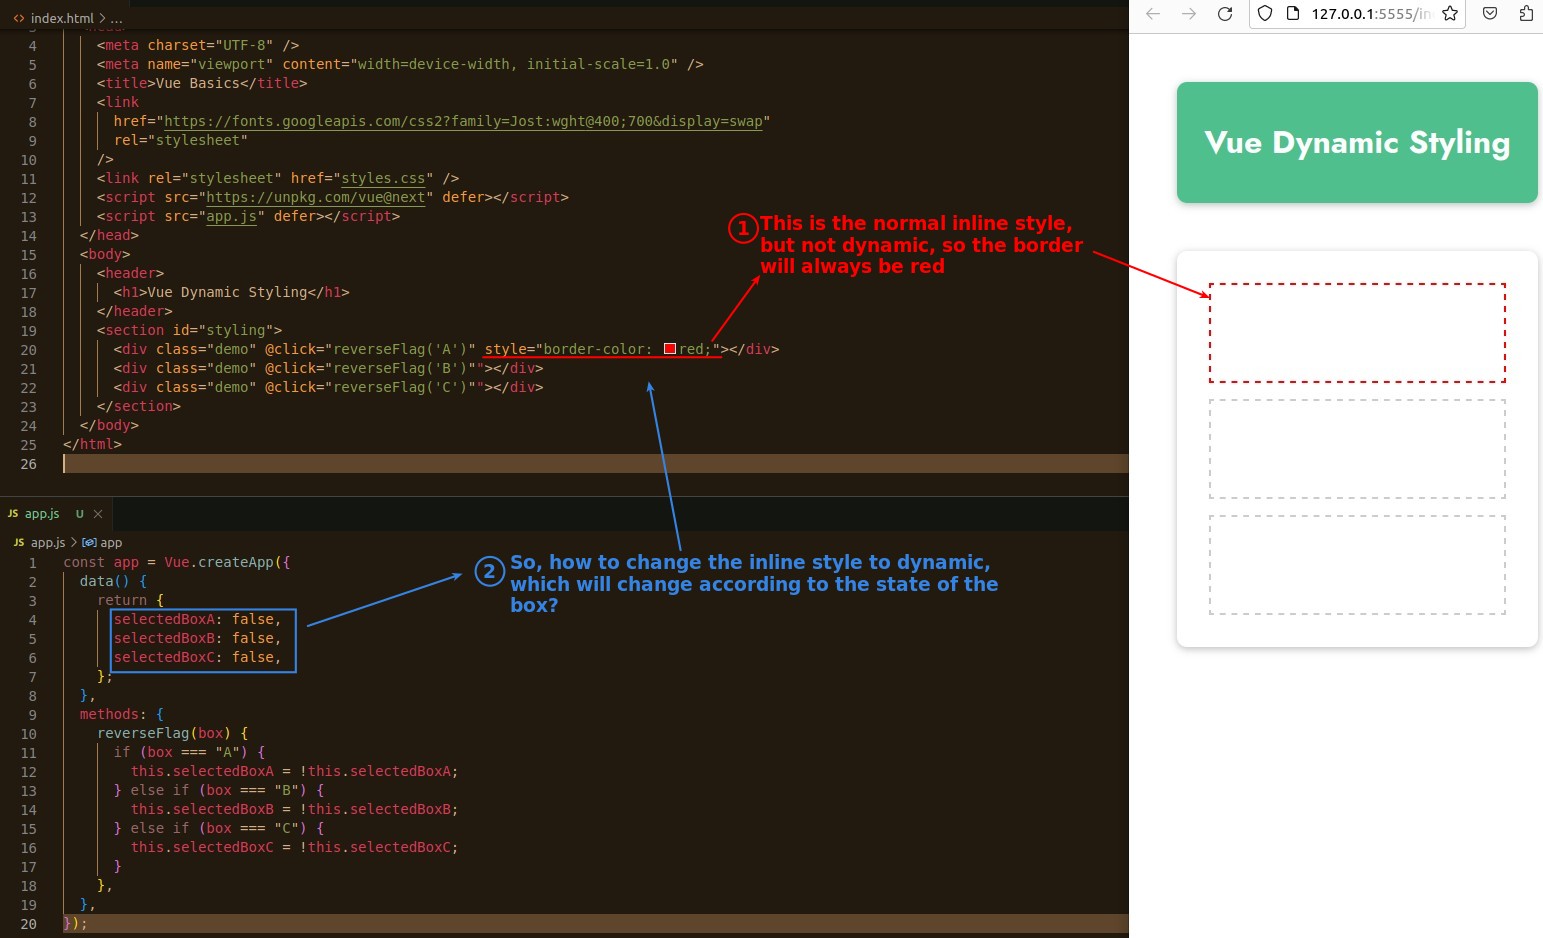 index.html > ...
4 <meta charset="UTF-8" />
5 <meta name="viewport" content="width=device-width, initial-scale=1.0" />
6 <title>Vue Basics</title>
7 <link
8 href="https://fonts.googleapis.com/css2?family=Jost:wght@400;700&display=swap"
9 rel="stylesheet"
10 />
11 <link rel="stylesheet" href="styles.css" />
12 <script src="https://unpkg.com/vue@next" defer></script>
13 <script src="app.js" defer></script>
14 </head>
15 <body>
16 <header>
17 <h1>Vue Dynamic Styling</h1>
18 </header>
19 <section id="styling">
20 <div class="demo" @click="reverseFlag('A')" style="border-color: red;"></div>
21 <div class="demo" @click="reverseFlag('B')""></div>
22 <div class="demo" @click="reverseFlag('C')""></div>
23 </section>
24 </body>
25 </html>
26
① This is the normal inline style,
but not dynamic, so the border
will always be red
JS app.js U ×
JS app.js > app
1 const app = Vue.createApp({
2 data() {
3 return {
4 selectedBoxA: false,
5 selectedBoxB: false,
6 selectedBoxC: false,
7 };
8 },
9 methods: {
10 reverseFlag(box) {
11 if (box === "A") {
12 this.selectedBoxA = !this.selectedBoxA;
13 } else if (box === "B") {
14 this.selectedBoxB = !this.selectedBoxB;
15 } else if (box === "C") {
16 this.selectedBoxC = !this.selectedBoxC;
17 }
18 },
19 },
20 });
② So, how to change the inline style to dynamic,
which will change according to the state of the
box?
127.0.0.1:5555/in
Vue Dynamic Styling